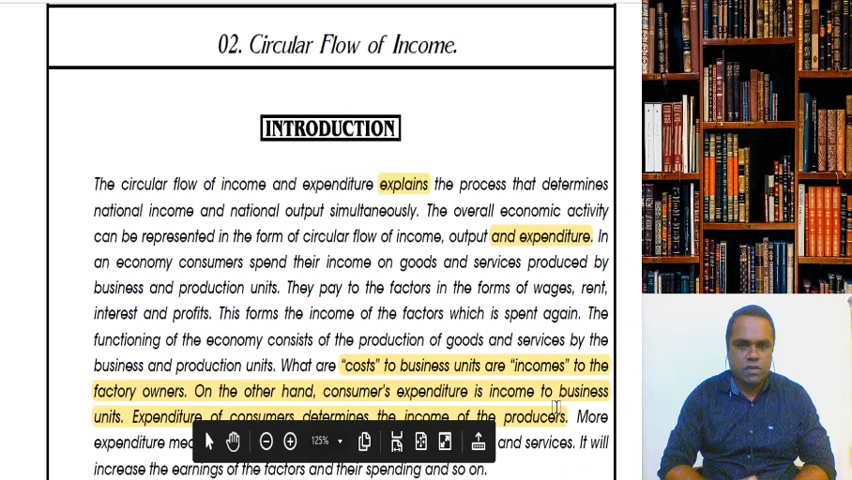 02. Circular Flow of Income.
INTRODUCTION
The circular flow of income and expenditure explains the process that determines
national income and national output simultaneously. The overall economic activity
can be represented in the form of circular flow of income, output and expenditure. In
an economy consumers spend their income on goods and services produced by
business and production units. They pay to the factors in the forms of wages, rent,
interest and profits. This forms the income of the factors which is spent again. The
functioning of the economy consists of the production of goods and services by the
business and production units. What are “costs” to business units are “incomes” to the
factory owners. On the other hand, consumer's expenditure is income to business
units. Expenditure of consumers determines the income of the producers. More
expenditure and services. It will
125%
increase the earnings of the factors and their spending and so on.